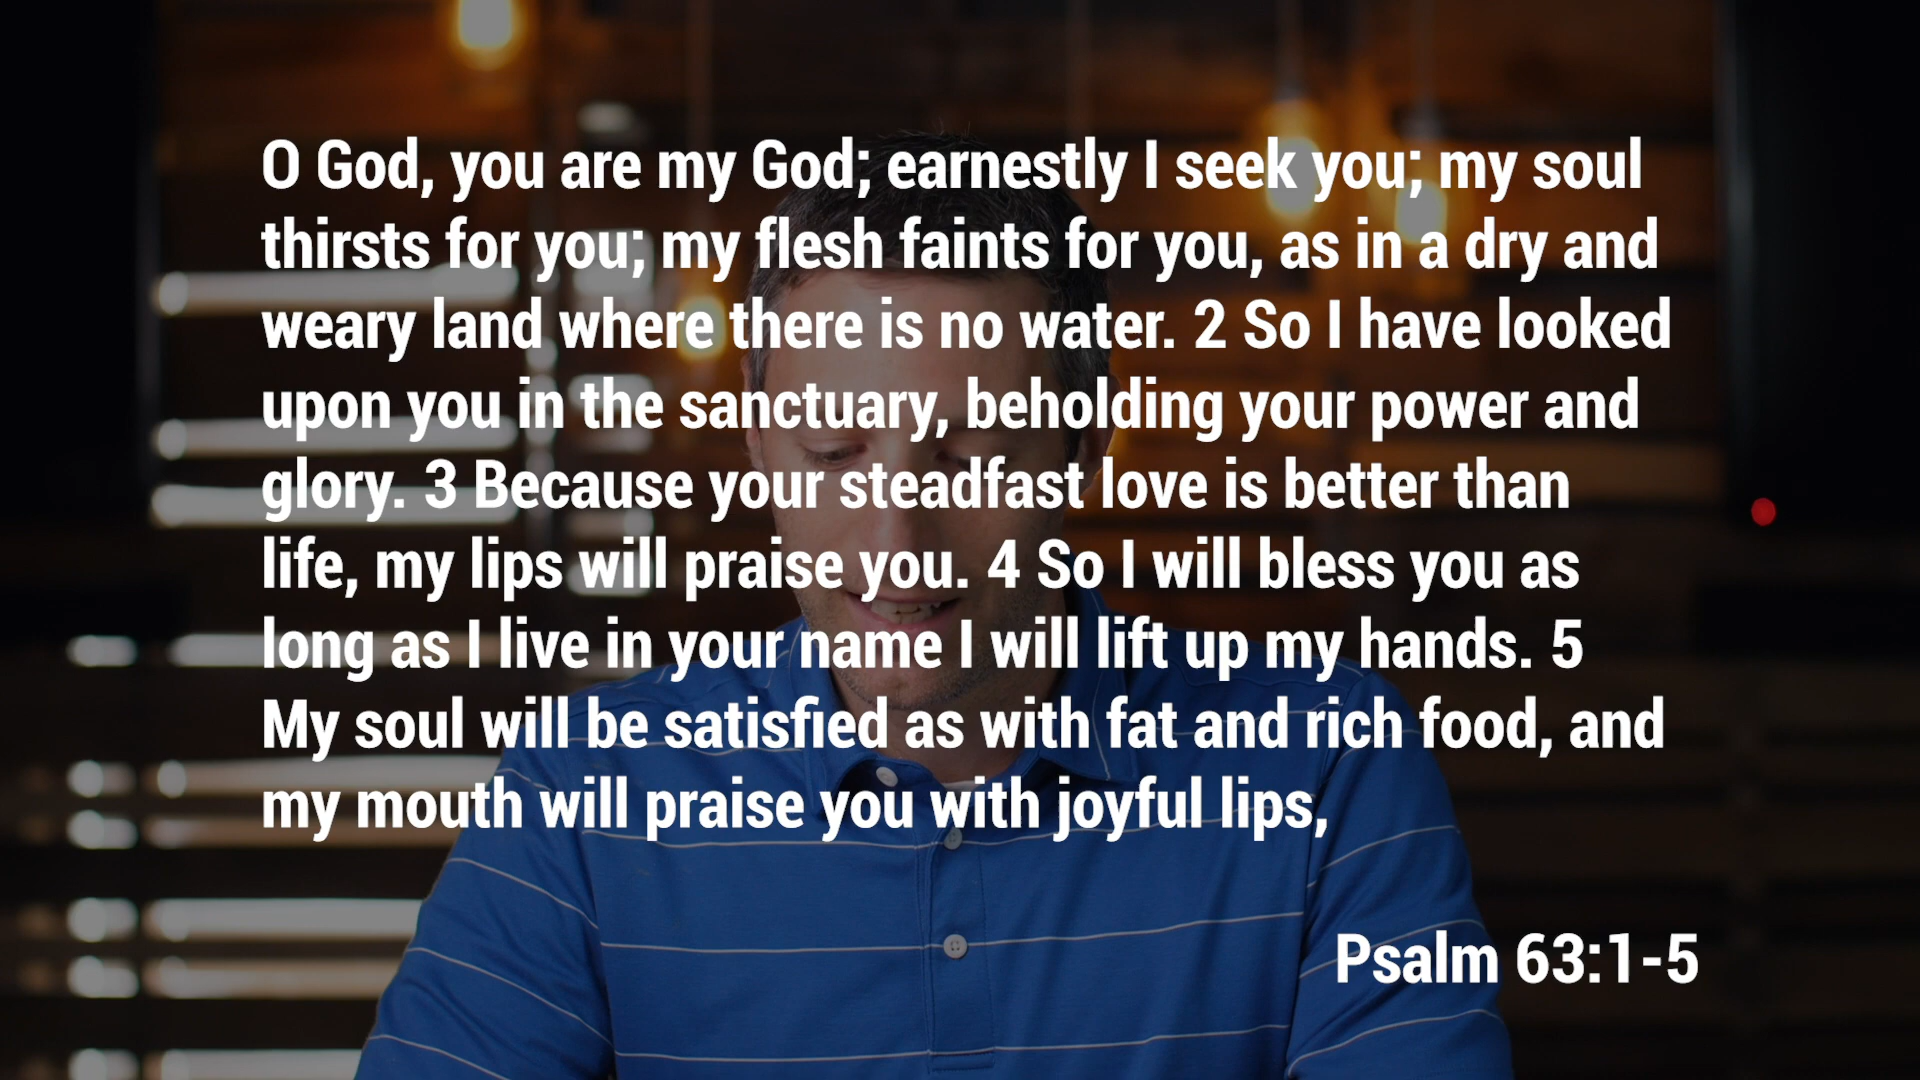 O God, you are my God; earnestly I seek you; my soul
thirsts for you; my flesh faints for you, as in a dry and
weary land where there is no water. 2 So I have looked
upon you in the sanctuary, beholding your power and
glory. 3 Because your steadfast love is better than
life, my lips will praise you. 4 So I will bless you as
long as I live in your name I will lift up my hands. 5
My soul will be satisfied as with fat and rich food, and
my mouth will praise you with joyful lips,
Psalm 63:1-5